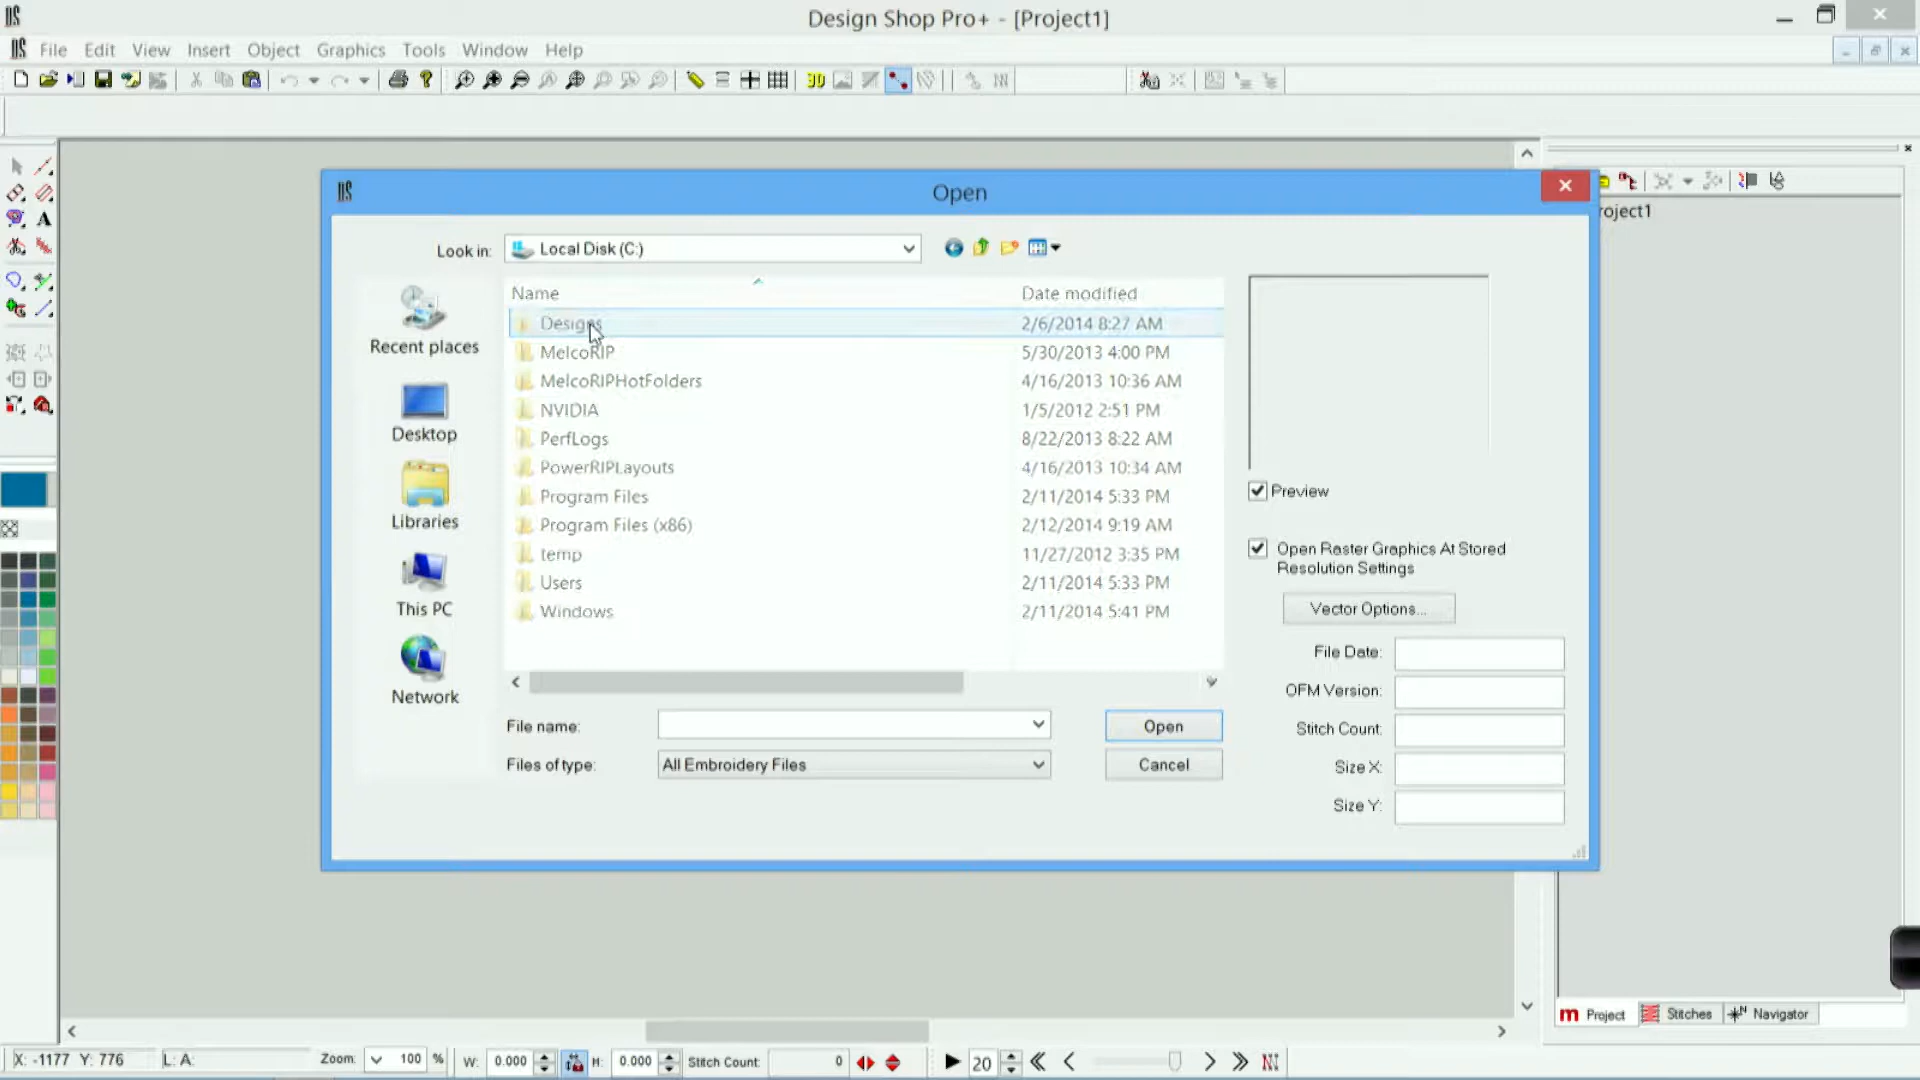 DS
Design Shop Pro+ - [Project1]
DS File Edit View Insert Object Graphics Tools Window Help
3D
A
DS
Open
Project1
Look in: Local Disk (C:)
Name Date modified
Designs 2/6/2014 8:27 AM
MelcoRIP 5/30/2013 4:00 PM
MelcoRIPHotFolders 4/16/2013 10:36 AM
NVIDIA 1/5/2012 2:51 PM
PerfLogs 8/22/2013 8:22 AM
PowerRIPLayouts 4/16/2013 10:34 AM
Program Files 2/11/2014 5:33 PM
Program Files (x86) 2/12/2014 9:19 AM
temp 11/27/2012 3:35 PM
Users 2/11/2014 5:33 PM
Windows 2/11/2014 5:41 PM
Recent places
Desktop
Libraries
This PC
Network
File name: Open
Files of type: All Embroidery Files Cancel
Preview
Open Raster Graphics At Stored
Resolution Settings
Vector Options...
File Date:
OFM Version:
Stitch Count:
Size X:
Size Y:
m Project Stitches Navigator
X: -1177 Y: 776 L: A: Zoom: 100 % W: 0.000 H: 0.000 Stitch Count: 0 20